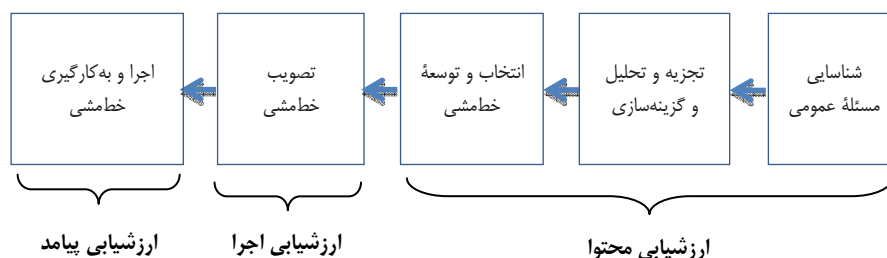 شناسایی
مسئلهٔ عمومی
تجزیه و تحلیل
و گزینه‌سازی
انتخاب و توسعهٔ
خط‌مشی
تصویب
خط‌مشی
اجرا و به‌کارگیری
خط‌مشی
ارزشیابی محتوا
ارزشیابی اجرا
ارزشیابی پیامد